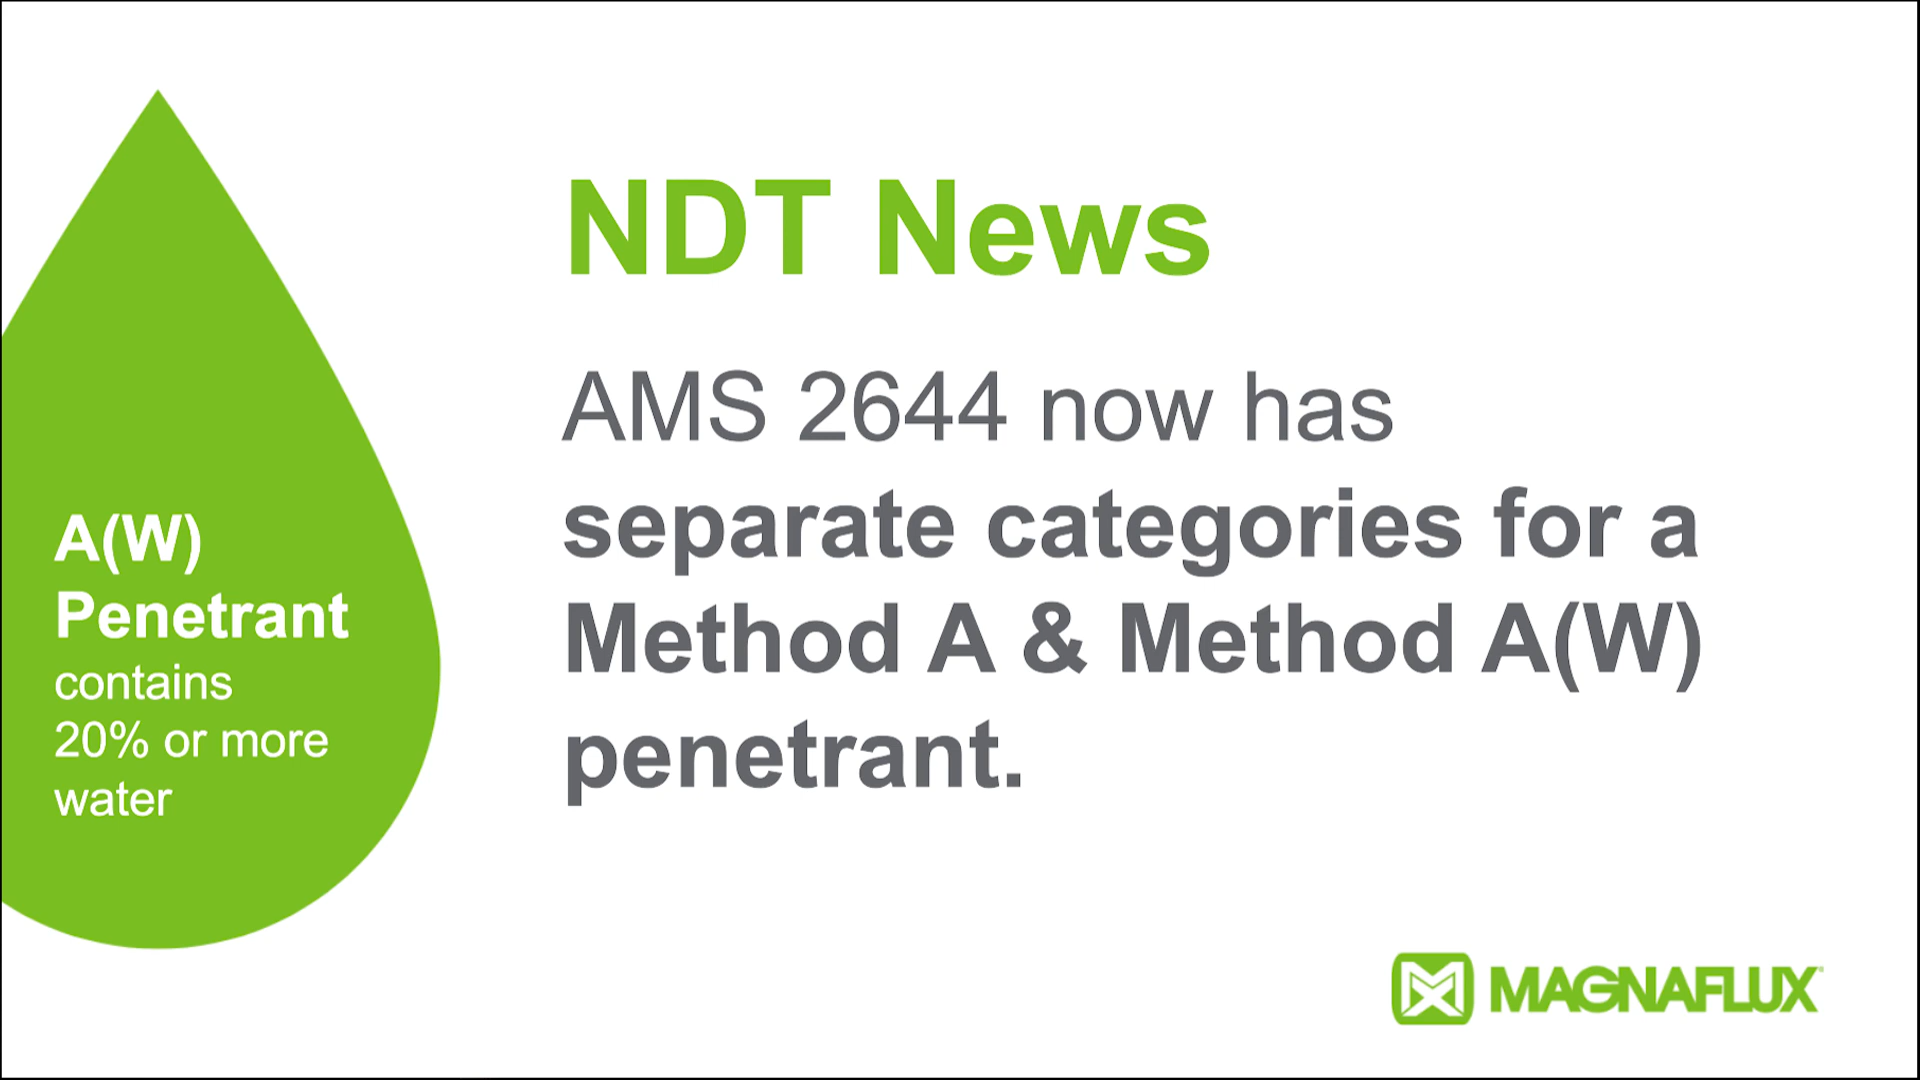 NDT News
AMS 2644 now has
separate categories for a
Method A & Method A(W)
penetrant.
A(W)
Penetrant
contains
20% or more
water
MAGNAFLUX